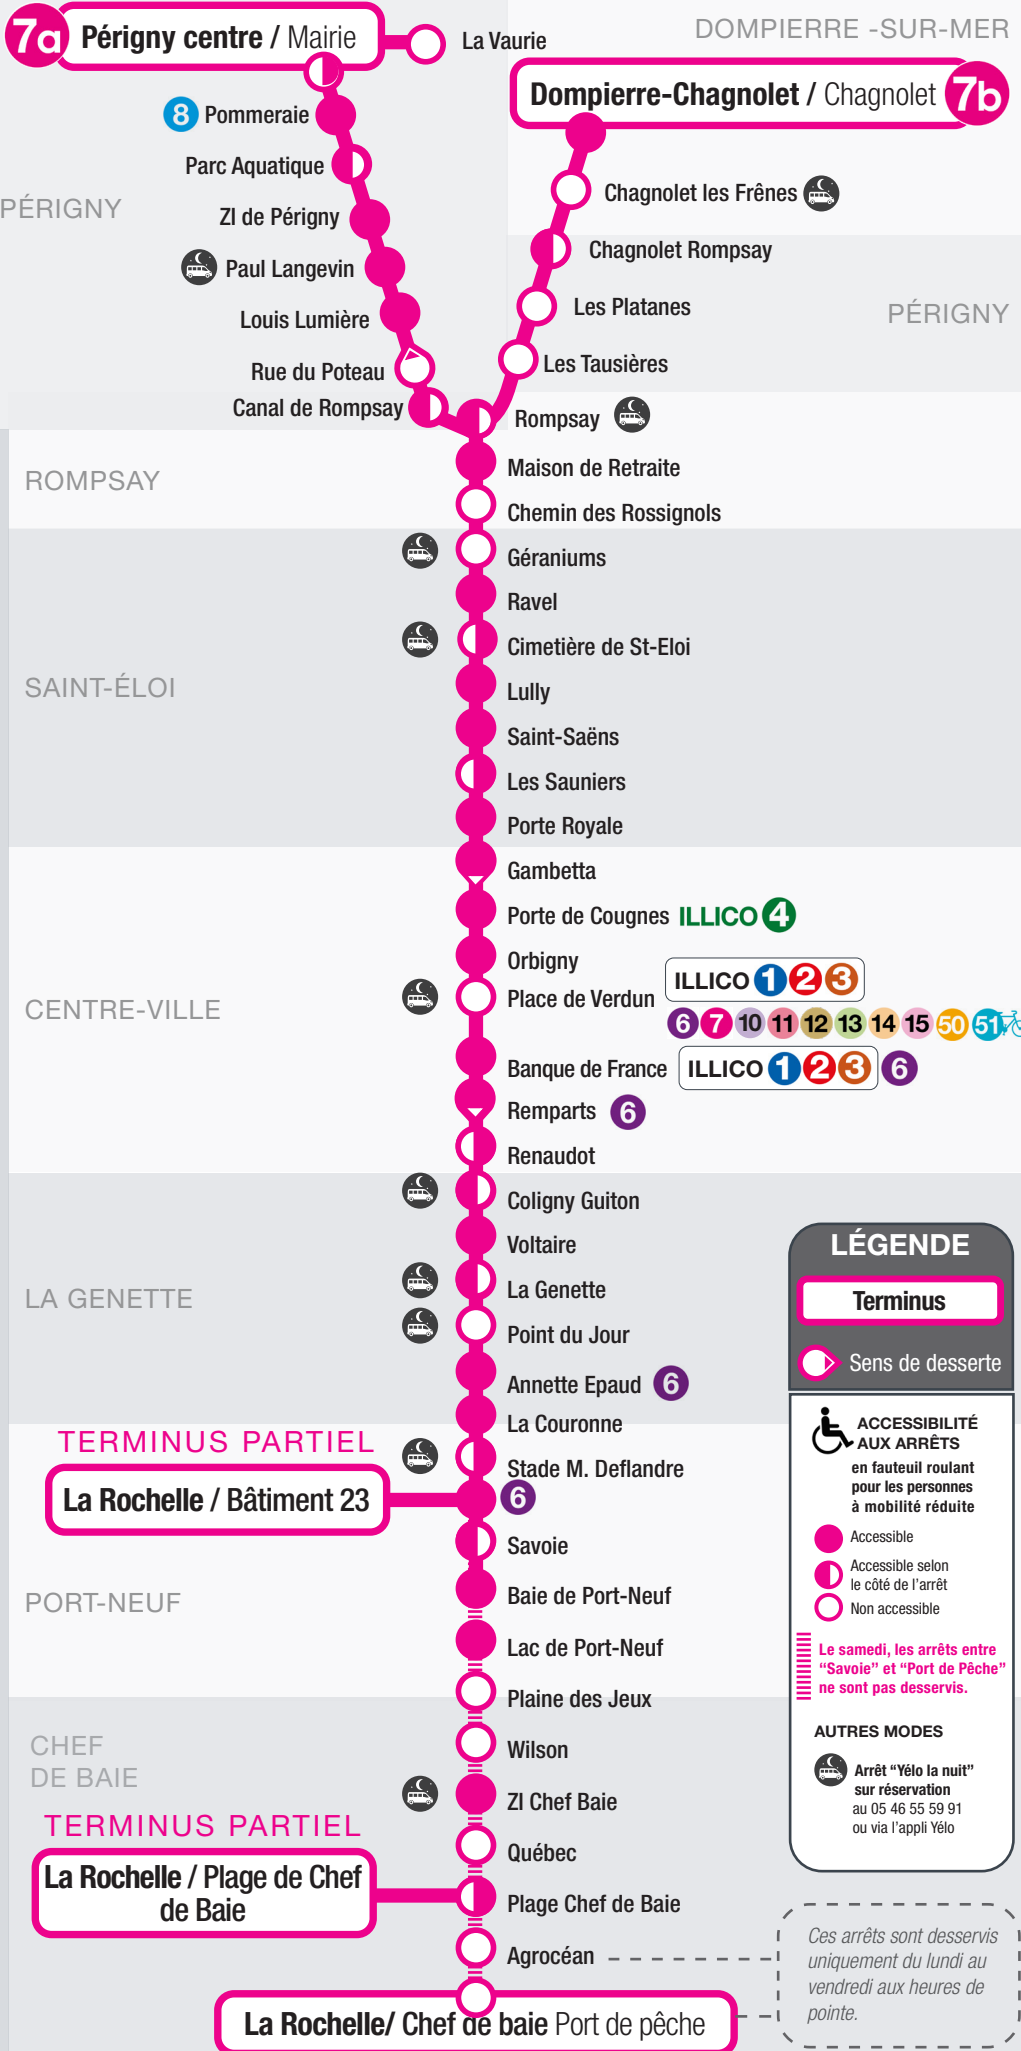 7a Périgny centre / Mairie
La Vaurie
DOMPIERRE -SUR-MER
Dompierre-Chagnolet / Chagnolet 7b
8 Pommeraie
Parc Aquatique
PÉRIGNY
ZI de Périgny
Paul Langevin
Louis Lumière
Rue du Poteau
Canal de Rompsay
Chagnolet les Frênes
Chagnolet Rompsay
Les Platanes
PÉRIGNY
Les Tausières
Rompsay
ROMPSAY
Maison de Retraite
Chemin des Rossignols
SAINT-ÉLOI
Géraniums
Ravel
Cimetière de St-Eloi
Lully
Saint-Saëns
Les Sauniers
Porte Royale
CENTRE-VILLE
Gambetta
Porte de Cougnes ILLICO 4
Orbigny
Place de Verdun ILLICO 1 2 3
6 7 10 11 12 13 14 15 50 51
Banque de France ILLICO 1 2 3 6
Remparts 6
Renaudot
LA GENETTE
Coligny Guiton
Voltaire
La Genette
Point du Jour
Annette Epaud 6
La Couronne
TERMINUS PARTIEL
Stade M. Deflandre
La Rochelle / Bâtiment 23
6
Savoie
PORT-NEUF
Baie de Port-Neuf
Lac de Port-Neuf
Plaine des Jeux
CHEF
DE BAIE
Wilson
ZI Chef Baie
TERMINUS PARTIEL
Québec
La Rochelle / Plage de Chef
de Baie
Plage Chef de Baie
Agrocéan
La Rochelle/ Chef de baie Port de pêche
LÉGENDE
Terminus
Sens de desserte
ACCESSIBILITÉ
AUX ARRÊTS
en fauteuil roulant
pour les personnes
à mobilité réduite
Accessible
Accessible selon
le côté de l'arrêt
Non accessible
Le samedi, les arrêts entre
“Savoie” et “Port de Pêche”
ne sont pas desservis.
AUTRES MODES
Arrêt “Yélo la nuit”
sur réservation
au 05 46 55 59 91
ou via l'appli Yélo
Ces arrêts sont desservis
uniquement du lundi au
vendredi aux heures de
pointe.